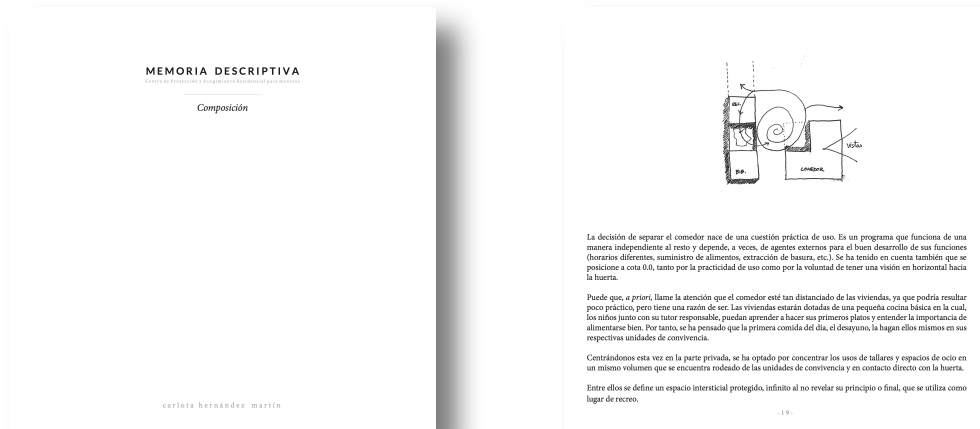 MEMORIA DESCRIPTIVA
Centro de Protección y Acogimiento Residencial para menores
Composición
carlota hernández martín
BIB.
COMEDOR
vistas
La decisión de separar el comedor nace de una cuestión práctica de uso. Es un programa que funciona de una
manera independiente al resto y depende, a veces, de agentes externos para el buen desarrollo de sus funciones
(horarios diferentes, suministro de alimentos, extracción de basura, etc.). Se ha tenido en cuenta también que se
posicione a cota 0.0, tanto por la practicidad de uso como por la voluntad de tener una visión en horizontal hacia
la huerta.
Puede que, a priori, llame la atención que el comedor esté tan distanciado de las viviendas, ya que podría resultar
poco práctico, pero tiene una razón de ser. Las viviendas estarán dotadas de una pequeña cocina básica en la cual,
los niños junto con su tutor responsable, puedan aprender a hacer sus primeros platos y entender la importancia de
alimentarse bien. Por tanto, se ha pensado que la primera comida del día, el desayuno, la hagan ellos mismos en sus
respectivas unidades de convivencia.
Centrándonos esta vez en la parte privada, se ha optado por concentrar los usos de tallares y espacios de ocio en
un mismo volumen que se encuentra rodeado de las unidades de convivencia y en contacto directo con la huerta.
Entre ellos se define un espacio intersticial protegido, infinito al no revelar su principio o final, que se utiliza como
lugar de recreo.
- 19 -